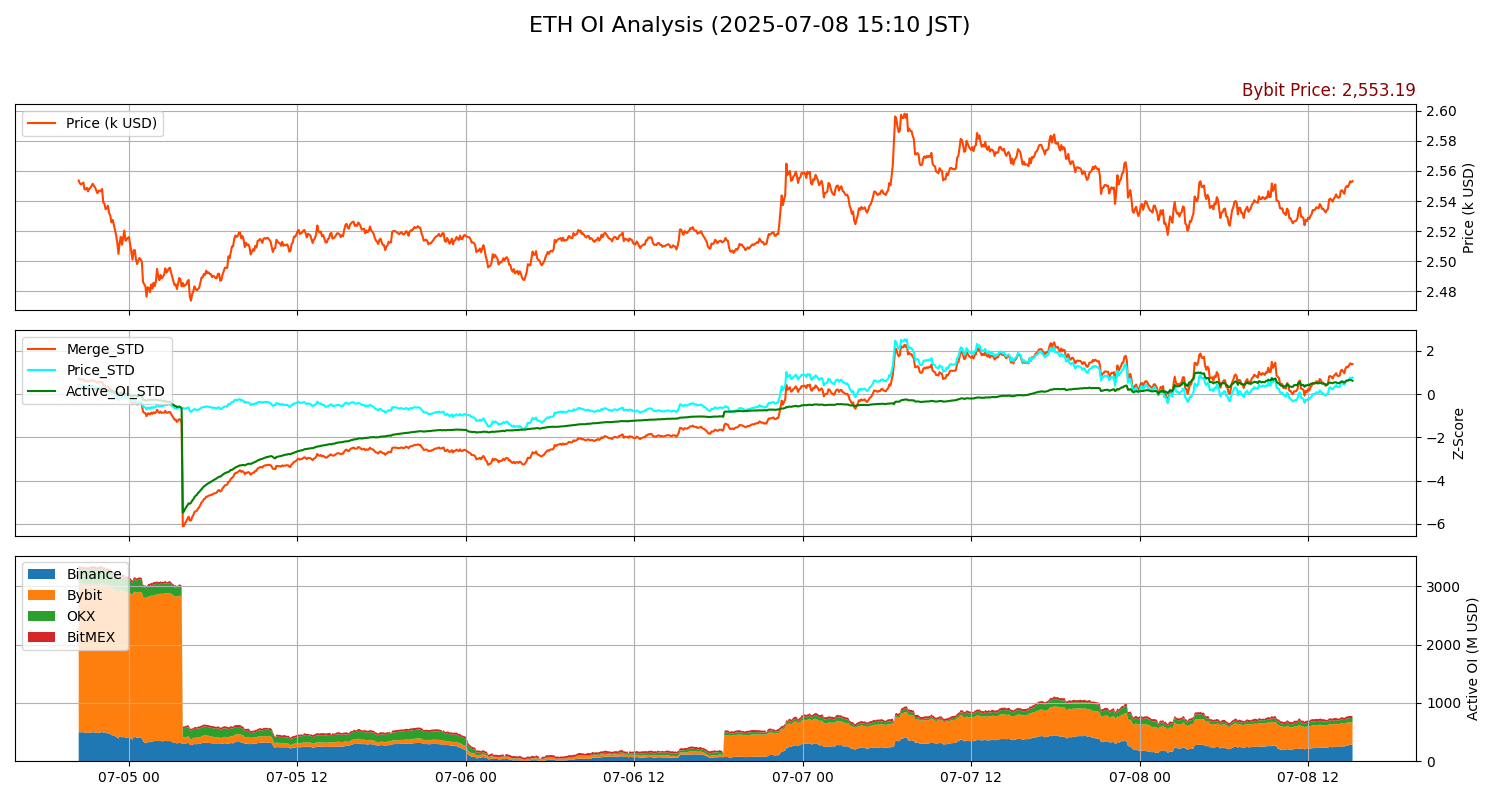 ETH OI Analysis (2025-07-08 15:10 JST)
Bybit Price: 2,553.19
Price (k USD)
2.60
2.58
2.56
2.54
2.52
2.50
2.48
Price (k USD)
Merge_STD
Price_STD
Active_OI_STD
2
0
−2
−4
−6
Z-Score
Binance
Bybit
OKX
BitMEX
3000
2000
1000
0
Active OI (M USD)
07-05 00
07-05 12
07-06 00
07-06 12
07-07 00
07-07 12
07-08 00
07-08 12